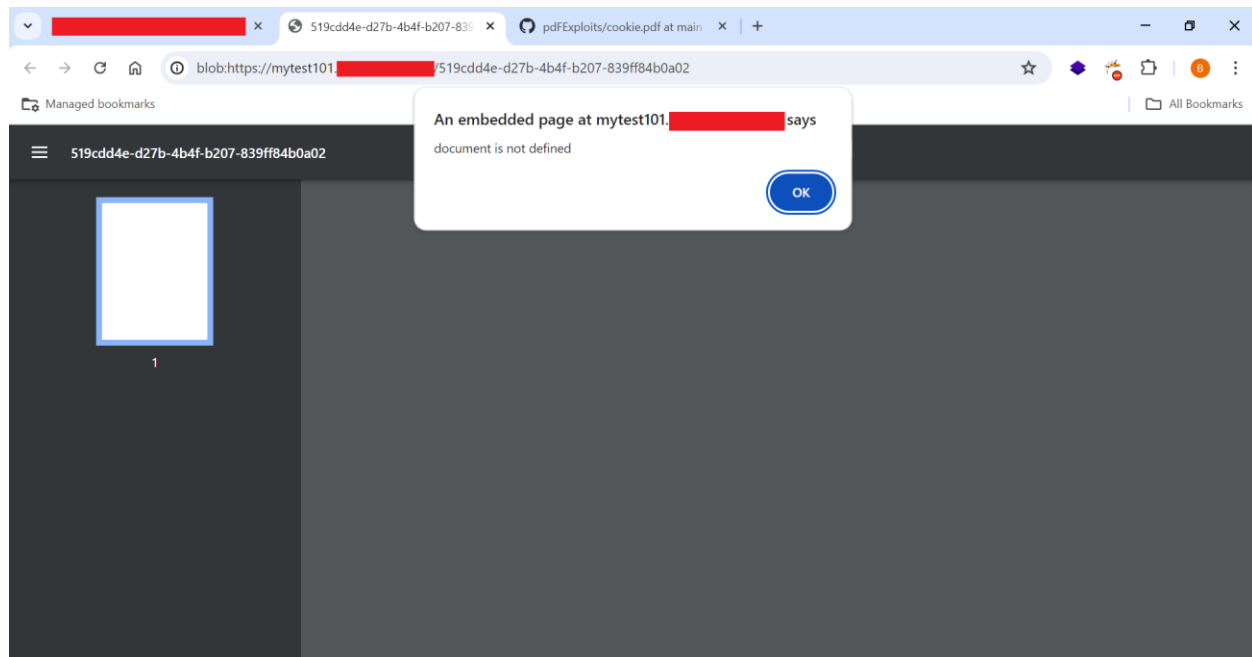 519cdd4e-d27b-4b4f-b207-839
pdFExploits/cookie.pdf at main
blob:https://mytest101. /519cdd4e-d27b-4b4f-b207-839ff84b0a02
B
Managed bookmarks
All Bookmarks
519cdd4e-d27b-4b4f-b207-839ff84b0a02
An embedded page at mytest101. says
document is not defined
OK
1